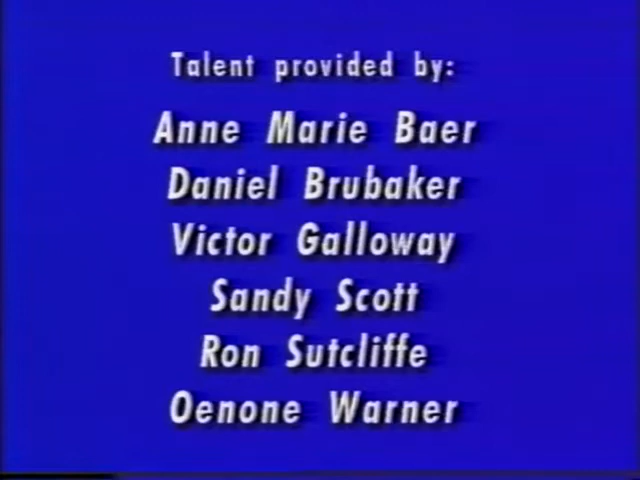 Talent provided by:
Anne Marie Baer
Daniel Brubaker
Victor Galloway
Sandy Scott
Ron Sutcliffe
Oenone Warner